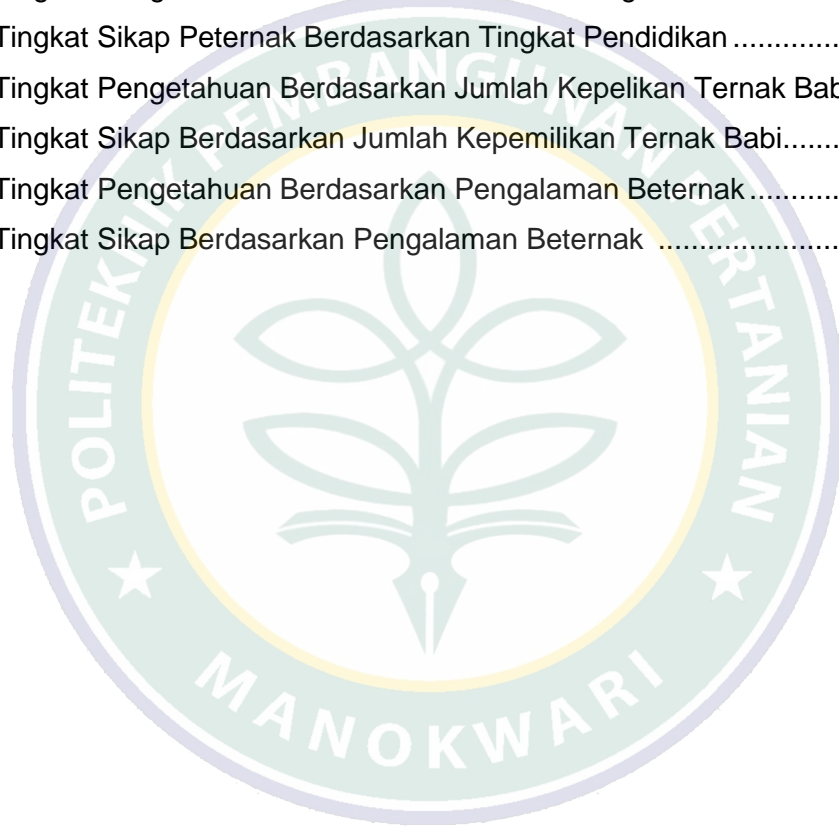 Tingkat Sikap Peternak Berdasarkan Tingkat Pendidikan .............
Tingkat Pengetahuan Berdasarkan Jumlah Kepelikan Ternak Bab
Tingkat Sikap Berdasarkan Jumlah Kepemilikan Ternak Babi.......
Tingkat Pengetahuan Berdasarkan Pengalaman Beternak ...........
Tingkat Sikap Berdasarkan Pengalaman Beternak ......................
POLITEKNIK PEMBANGUNAN PERTANIAN
MANOKWARI